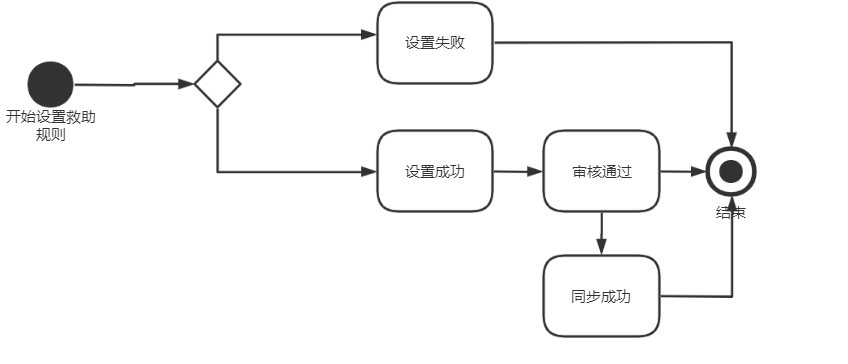 设置失败
开始设置救助
规则
设置成功
审核通过
结束
同步成功